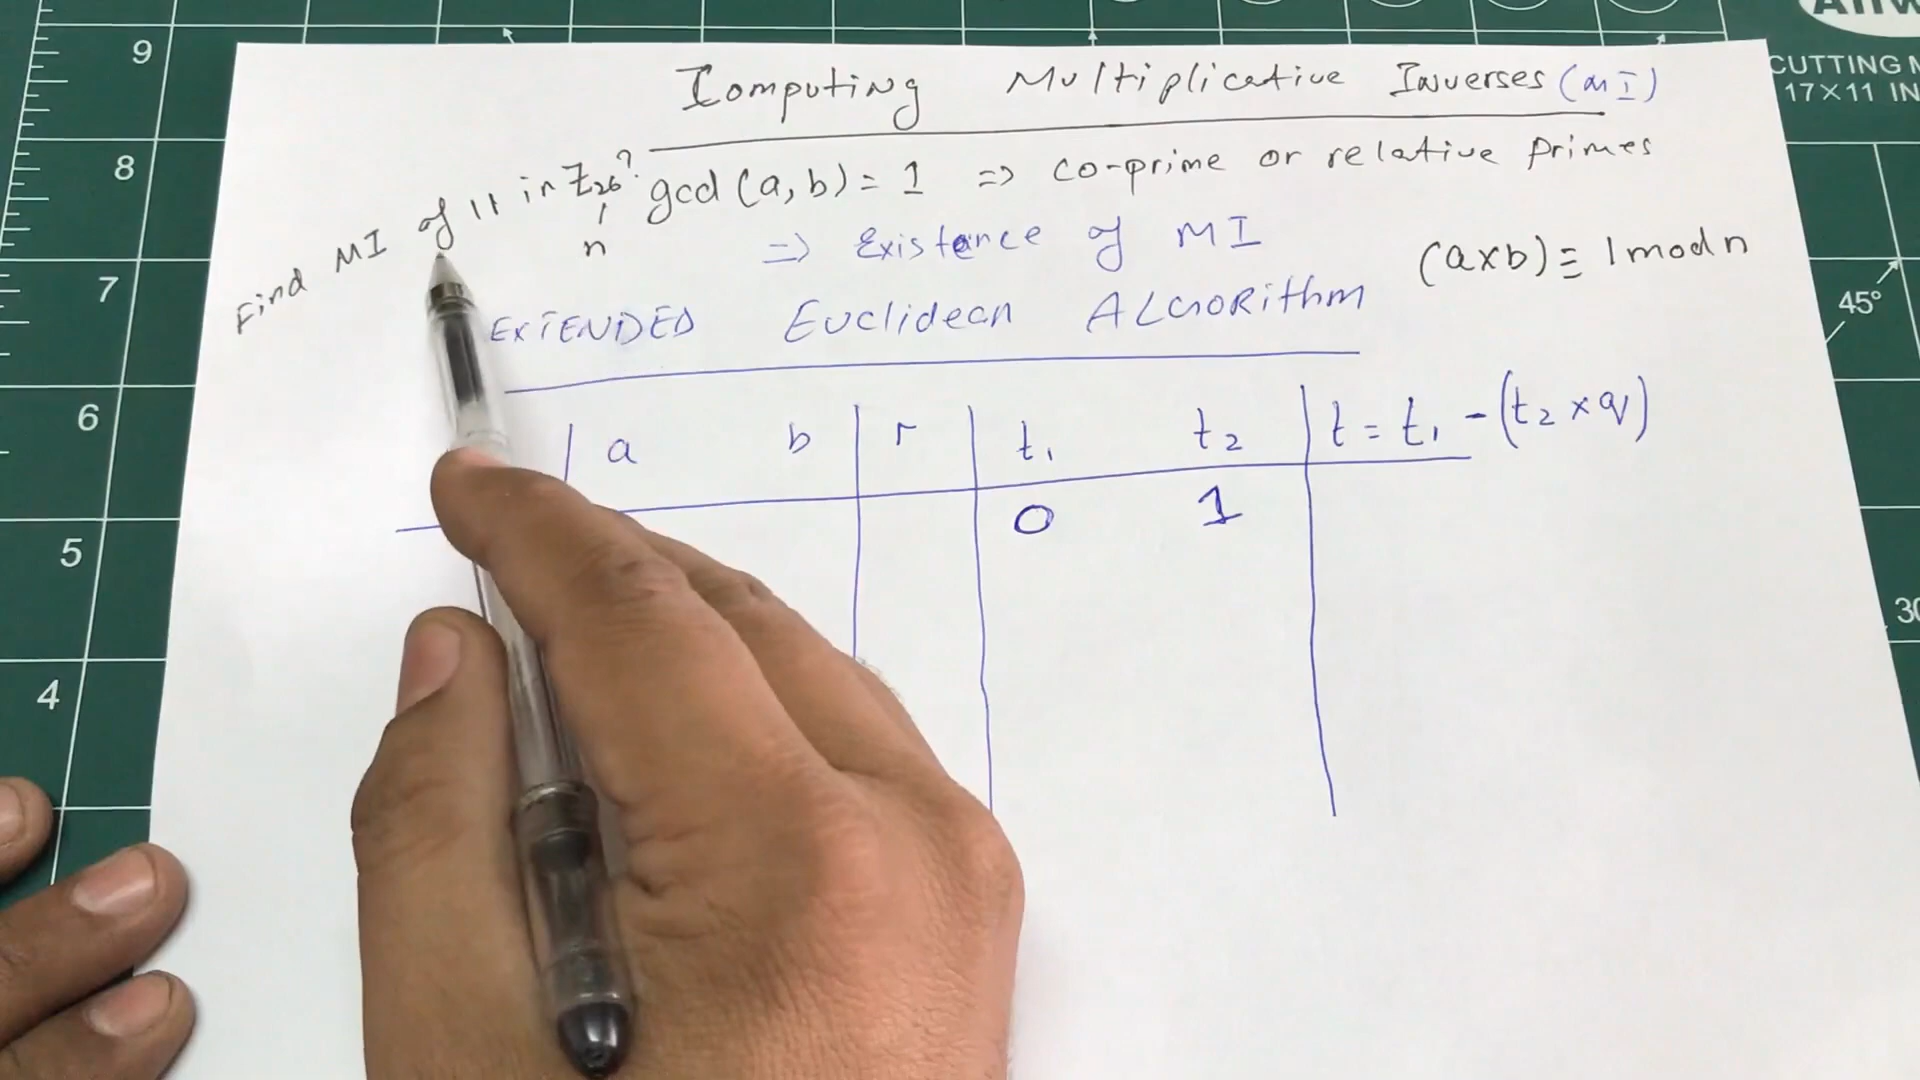 Computing Multiplicative Inverses (MI)
Find MI of 11 in Z26?
n
gcd (a, b) = 1 => co-prime or relative primes
=> Existence of MI
(a x b) ≡ 1 mod n
EXTENDED Euclidean ALGORithm
a b r t1 t2 t = t1 - (t2 x q)
0 1
9
8
7
6
5
4
CUTTING
17X11 IN
45°